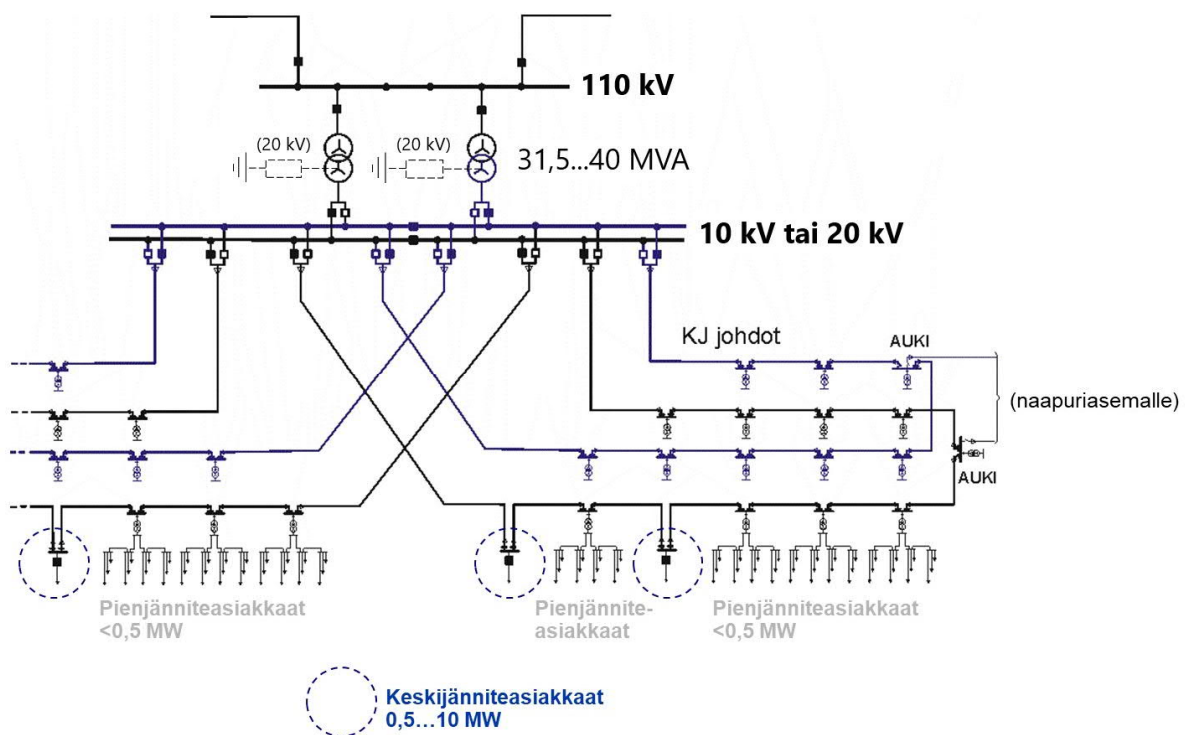 110 kV
(20 kV)
(20 kV)
31,5...40 MVA
10 kV tai 20 kV
KJ johdot
AUKI
(naapuriasemalle)
AUKI
Pienjänniteasiakkaat
<0,5 MW
Pienjännite-
asiakkaat
Pienjänniteasiakkaat
<0,5 MW
Keskijänniteasiakkaat
0,5...10 MW